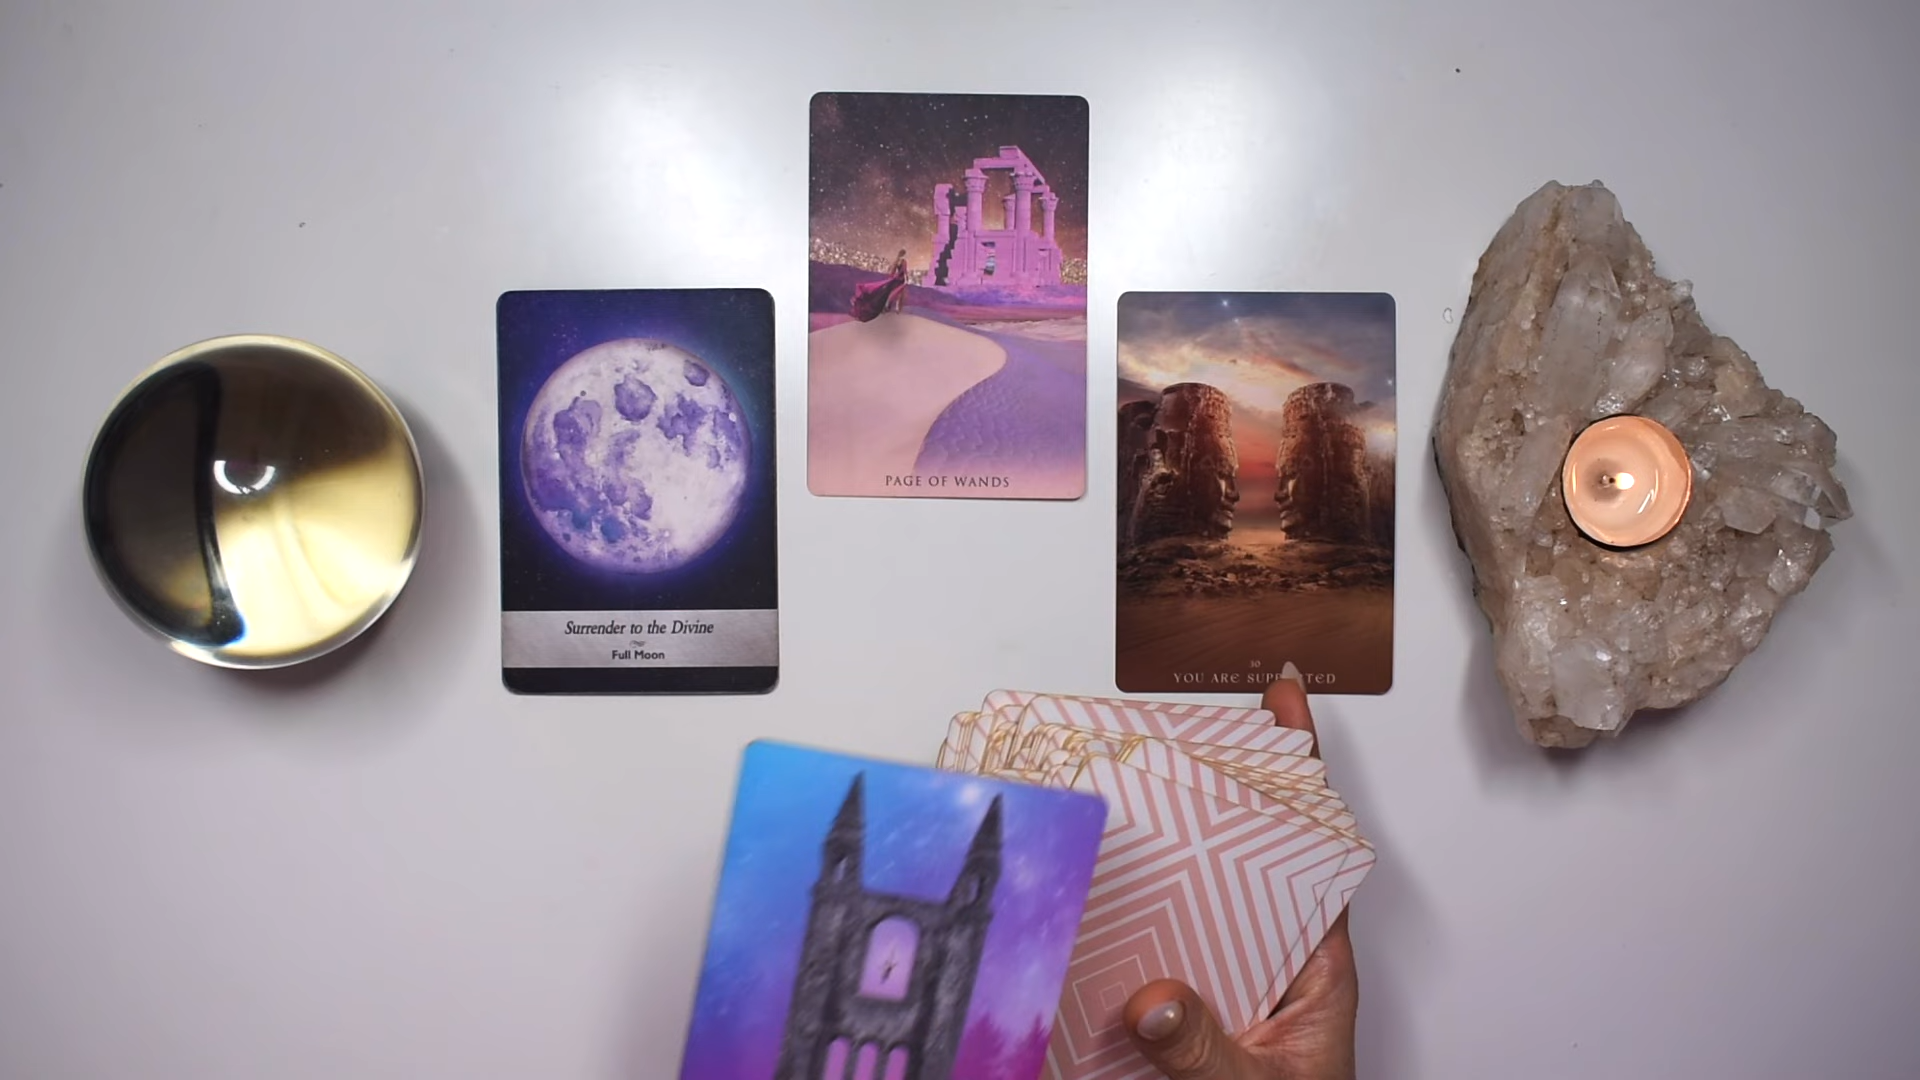 PAGE OF WANDS
Surrender to the Divine
Full Moon
30
YOU ARE